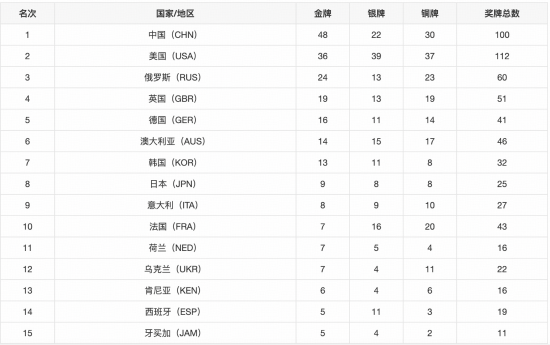 名次 国家/地区 金牌 银牌 铜牌 奖牌总数
1 中国（CHN） 48 22 30 100
2 美国（USA） 36 39 37 112
3 俄罗斯（RUS） 24 13 23 60
4 英国（GBR） 19 13 19 51
5 德国（GER） 16 11 14 41
6 澳大利亚（AUS） 14 15 17 46
7 韩国（KOR） 13 11 8 32
8 日本（JPN） 9 8 8 25
9 意大利（ITA） 8 9 10 27
10 法国（FRA） 7 16 20 43
11 荷兰（NED） 7 5 4 16
12 乌克兰（UKR） 7 4 11 22
13 肯尼亚（KEN） 6 4 6 16
14 西班牙（ESP） 5 11 3 19
15 牙买加（JAM） 5 4 2 11